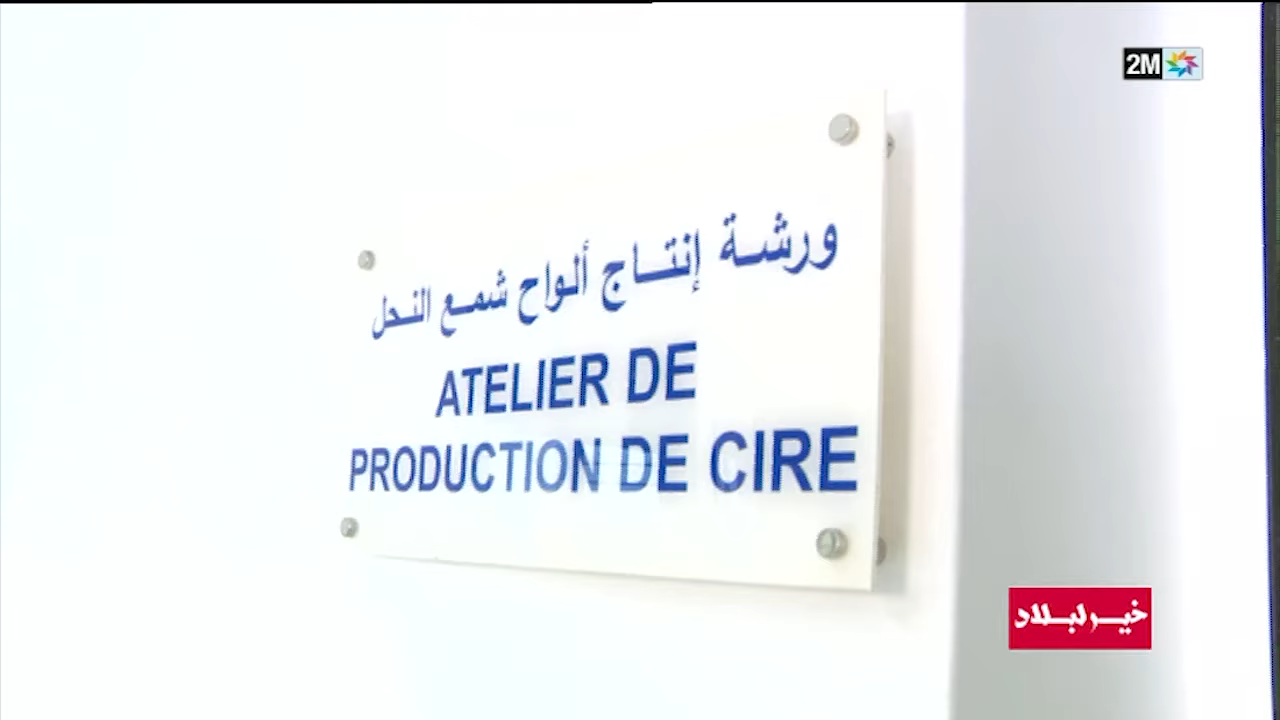 2M
ورشة إنتاج ألواح شمع النحل
ATELIER DE
PRODUCTION DE CIRE
خير لبلاد